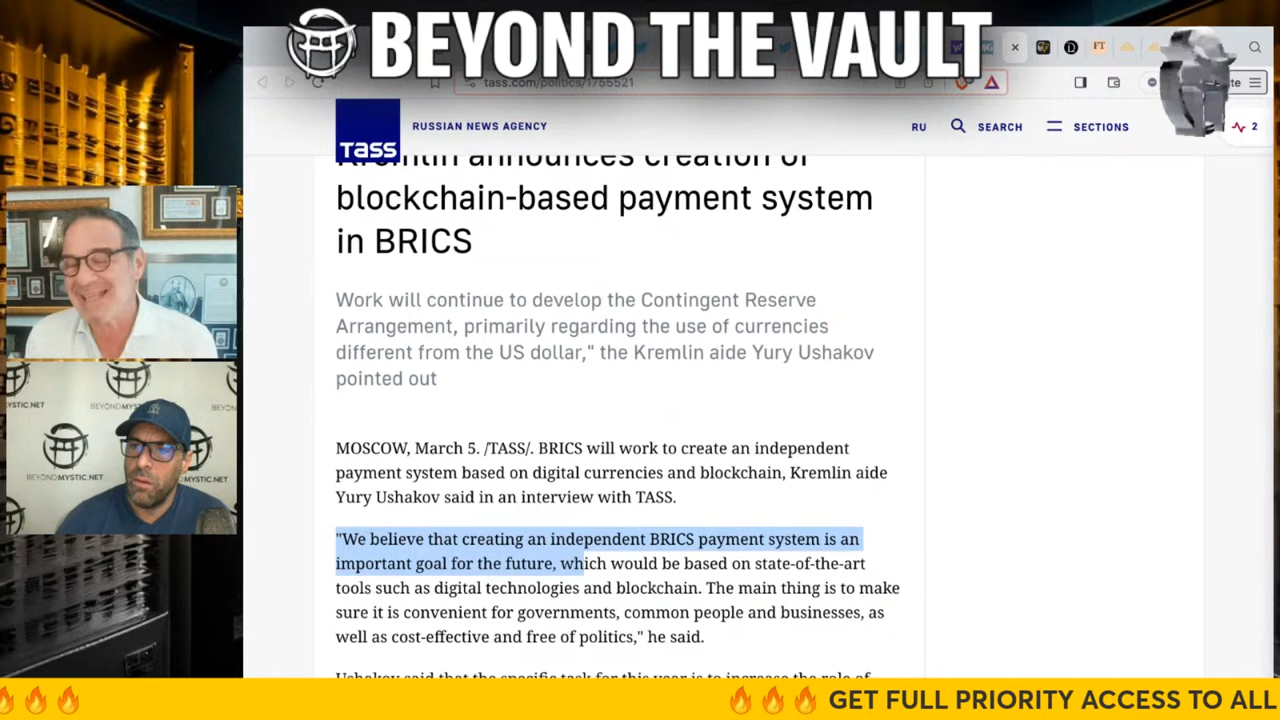 BEYOND THE VAULT
FT
tass.com/politics/1755521
TASS
RUSSIAN NEWS AGENCY
RU
SEARCH
SECTIONS
2
Kremlin announces creation of
blockchain-based payment system
in BRICS
Work will continue to develop the Contingent Reserve
Arrangement, primarily regarding the use of currencies
different from the US dollar," the Kremlin aide Yury Ushakov
pointed out
MOSCOW, March 5. /TASS/. BRICS will work to create an independent
payment system based on digital currencies and blockchain, Kremlin aide
Yury Ushakov said in an interview with TASS.
"We believe that creating an independent BRICS payment system is an
important goal for the future, which would be based on state-of-the-art
tools such as digital technologies and blockchain. The main thing is to make
sure it is convenient for governments, common people and businesses, as
well as cost-effective and free of politics," he said.
Ushakov said that the specific task for this year is to increase the role of
BEYONDMYSTIC.NET
MYSTIC.NET
GET FULL PRIORITY ACCESS TO ALL